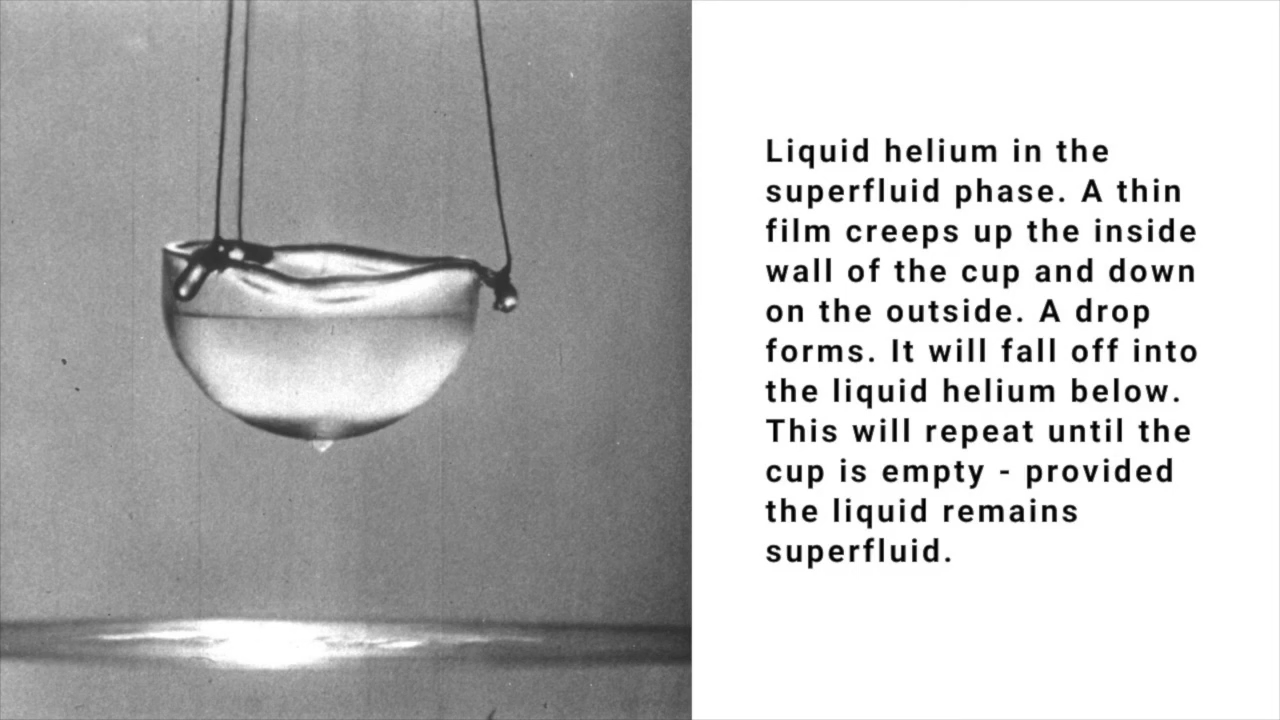 Liquid helium in the
superfluid phase. A thin
film creeps up the inside
wall of the cup and down
on the outside. A drop
forms. It will fall off into
the liquid helium below.
This will repeat until the
cup is empty - provided
the liquid remains
superfluid.